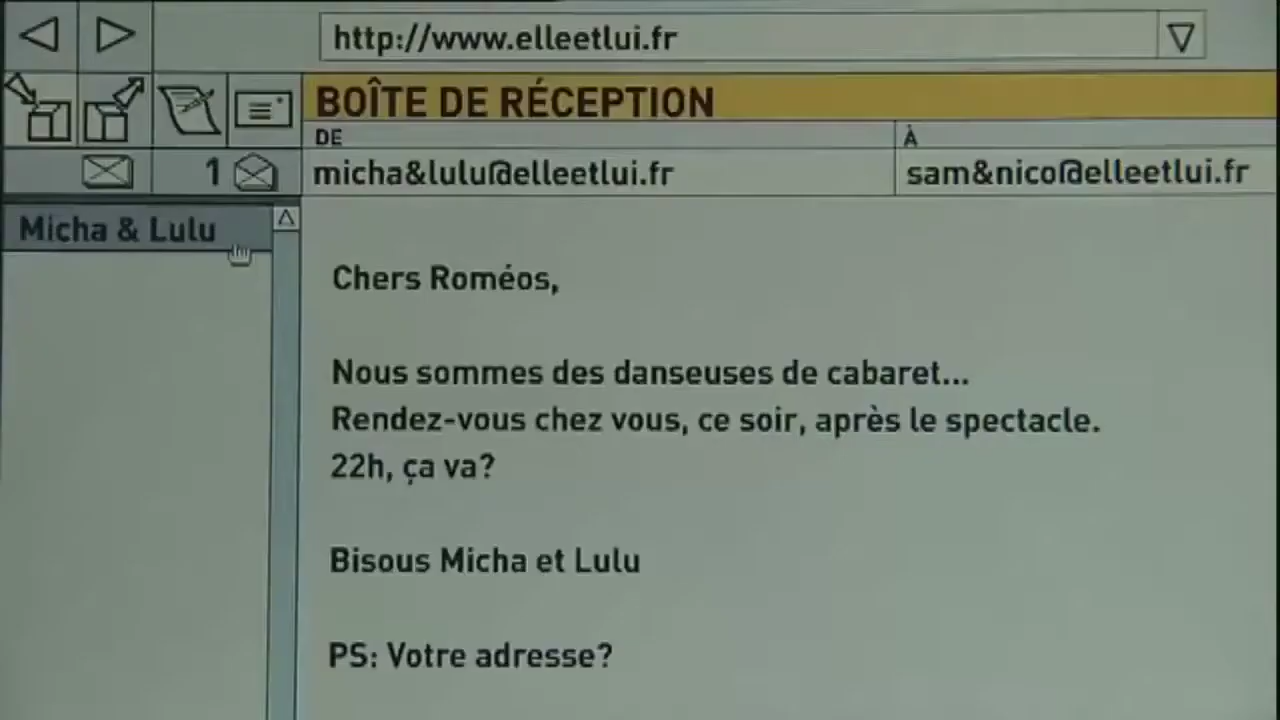 http://www.elleetlui.fr
BOÎTE DE RÉCEPTION
DE
À
1
micha&lulu@elleetlui.fr
sam&nico@elleetlui.fr
Micha & Lulu
Chers Roméos,
Nous sommes des danseuses de cabaret...
Rendez-vous chez vous, ce soir, après le spectacle.
22h, ça va?
Bisous Micha et Lulu
PS: Votre adresse?